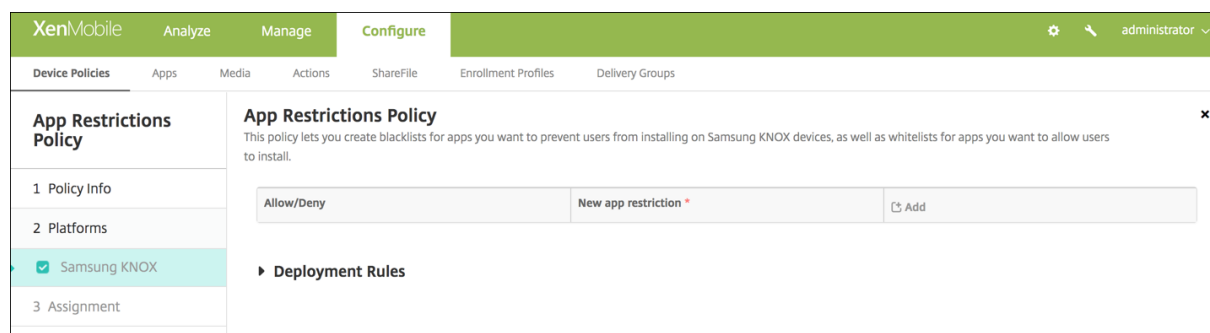 XenMobile Analyze Manage Configure administrator
Device Policies Apps Media Actions ShareFile Enrollment Profiles Delivery Groups
App Restrictions
Policy
1 Policy Info
2 Platforms
Samsung KNOX
3 Assignment
App Restrictions Policy
This policy lets you create blacklists for apps you want to prevent users from installing on Samsung KNOX devices, as well as whitelists for apps you want to allow users
to install.
Allow/Deny New app restriction * Add
Deployment Rules